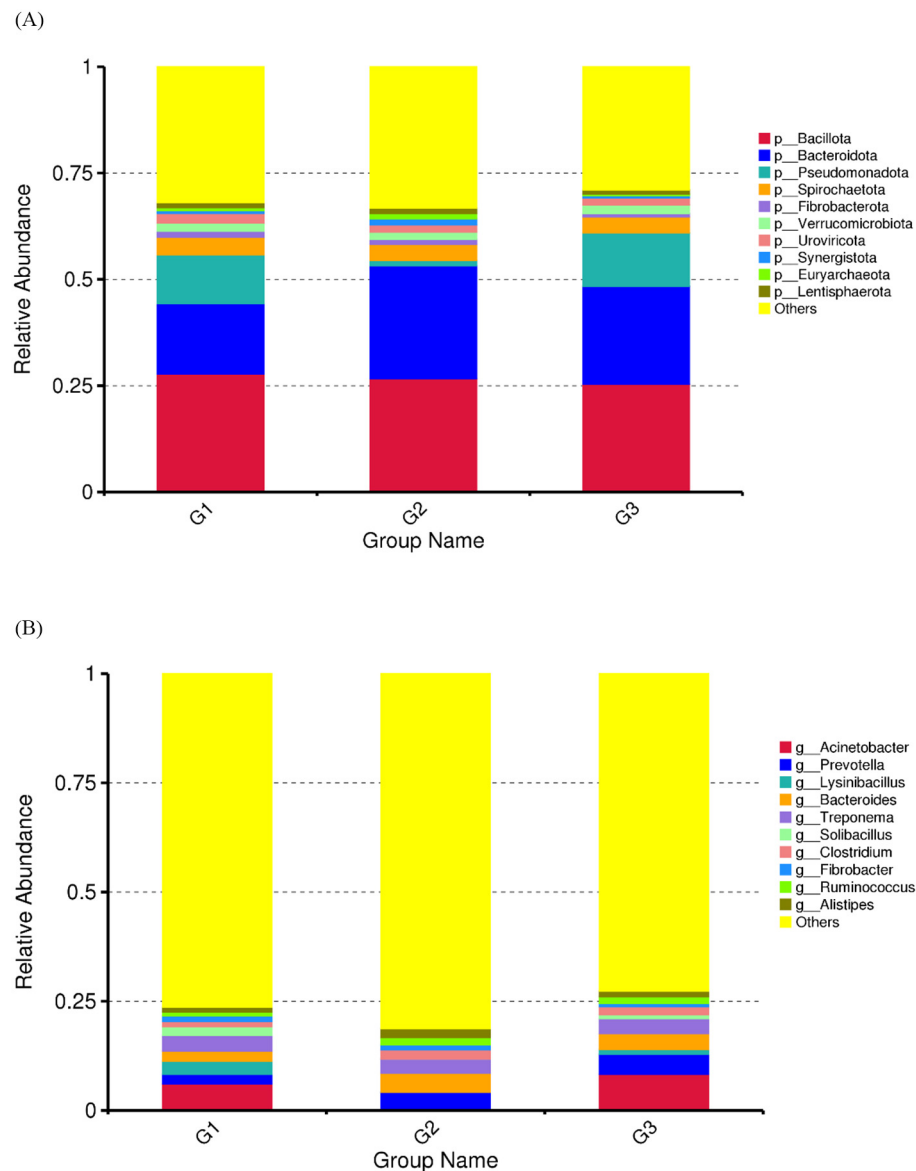 (A)
1
0.75
0.5
0.25
0
Relative Abundance
G1
G2
G3
Group Name
p__Bacillota
p__Bacteroidota
p__Pseudomonadota
p__Spirochaetota
p__Fibrobacterota
p__Verrucomicrobiota
p__Uroviricota
p__Synergistota
p__Euryarchaeota
p__Lentisphaerota
Others
(B)
1
0.75
0.5
0.25
0
Relative Abundance
G1
G2
G3
Group Name
g__Acinetobacter
g__Prevotella
g__Lysinibacillus
g__Bacteroides
g__Treponema
g__Solibacillus
g__Clostridium
g__Fibrobacter
g__Ruminococcus
g__Alistipes
Others